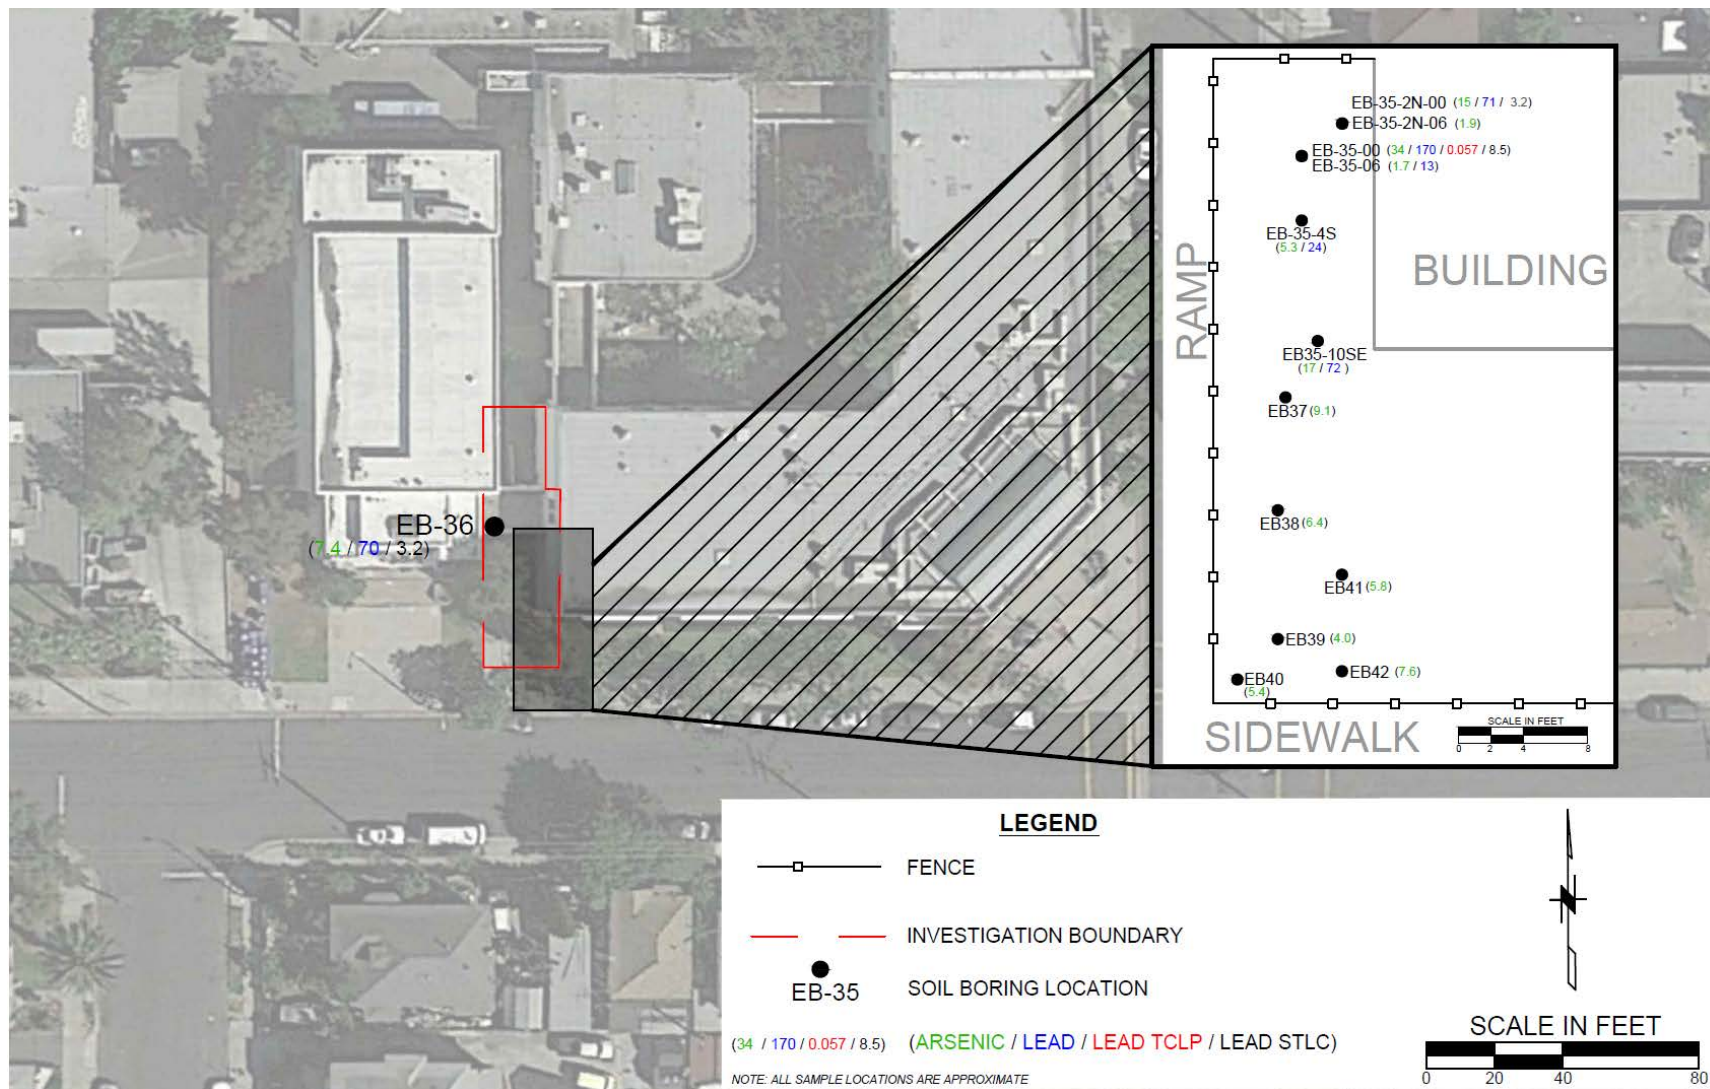 EB-35-2N-00 (15 / 71 / 3.2)
EB-35-2N-06 (1.9)
EB-35-00 (34 / 170 / 0.057 / 8.5)
EB-35-06 (1.7 / 13)
EB-35-4S
(5.3 / 24)
RAMP
BUILDING
EB35-10SE
(17 / 72 )
EB37 (9.1)
EB38 (6.4)
EB41 (5.8)
EB39 (4.0)
EB42 (7.6)
EB40
(5.4)
SIDEWALK
SCALE IN FEET
0 2 4 8
EB-36
(7.4 / 70 / 3.2)
LEGEND
FENCE
INVESTIGATION BOUNDARY
EB-35 SOIL BORING LOCATION
(34 / 170 / 0.057 / 8.5) (ARSENIC / LEAD / LEAD TCLP / LEAD STLC)
NOTE: ALL SAMPLE LOCATIONS ARE APPROXIMATE
SCALE IN FEET
0 20 40 80